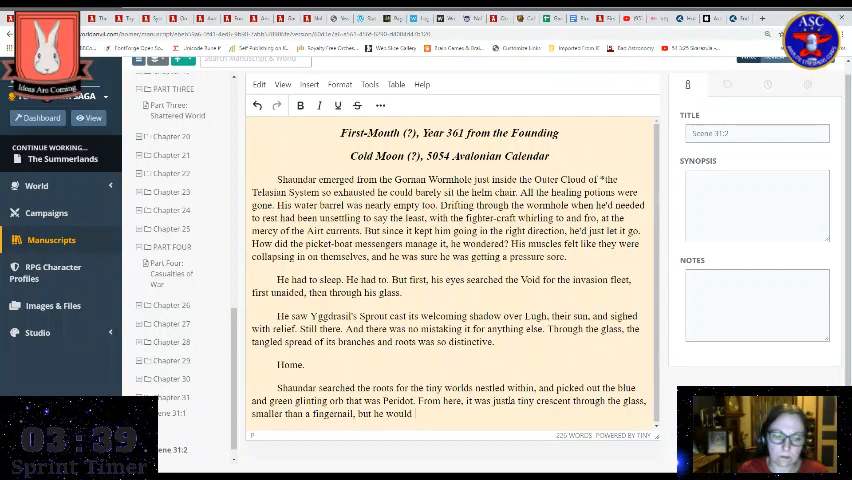 Ideas Are Coming
SAGA
ASC
Dashboard
View
CONTINUE WORKING...
The Summerlands
World
Campaigns
Manuscripts
RPG Character
Profiles
Images & Files
Studio
PART THREE
Part Three:
Shattered World
Chapter 20
Chapter 21
Chapter 22
Chapter 23
Chapter 24
Chapter 25
PART FOUR
Part Four:
Casualties of
War
Chapter 26
Chapter 27
Chapter 28
Chapter 29
Chapter 30
Chapter 31
Scene 31:1
Scene 31:2
Edit View Insert Format Tools Table Help
B I U
First-Month (?), Year 361 from the Founding
Cold Moon (?), 5054 Avalonian Calendar
Shaundar emerged from the Gornan Wormhole just inside the Outer Cloud of *the
Telasian System so exhausted he could barely sit the helm chair. All the healing potions were
gone. His water barrel was nearly empty too. Drifting through the wormhole when he'd needed
to rest had been unsettling to say the least, with the fighter-craft whirling to and fro, at the
mercy of the Airt currents. But since it kept him going in the right direction, he'd just let it go.
How did the picket-boat messengers manage it, he wondered? His muscles felt like they were
collapsing in on themselves, and he was sure he was getting a pressure sore.
He had to sleep. He had to. But first, his eyes searched the Void for the invasion fleet,
first unaided, then through his glass.
He saw Yggdrasil's Sprout cast its welcoming shadow over Lugh, their sun, and sighed
with relief. Still there. And there was no mistaking it for anything else. Through the glass, the
tangled spread of its branches and roots was so distinctive.
Home.
Shaundar searched the roots for the tiny worlds nestled within, and picked out the blue
and green glinting orb that was Peridot. From here, it was just a tiny crescent through the glass,
smaller than a fingernail, but he would
P
226 WORDS POWERED BY TINY
TITLE
Scene 31:2
SYNOPSIS
NOTES
03:39
Sprint Timer